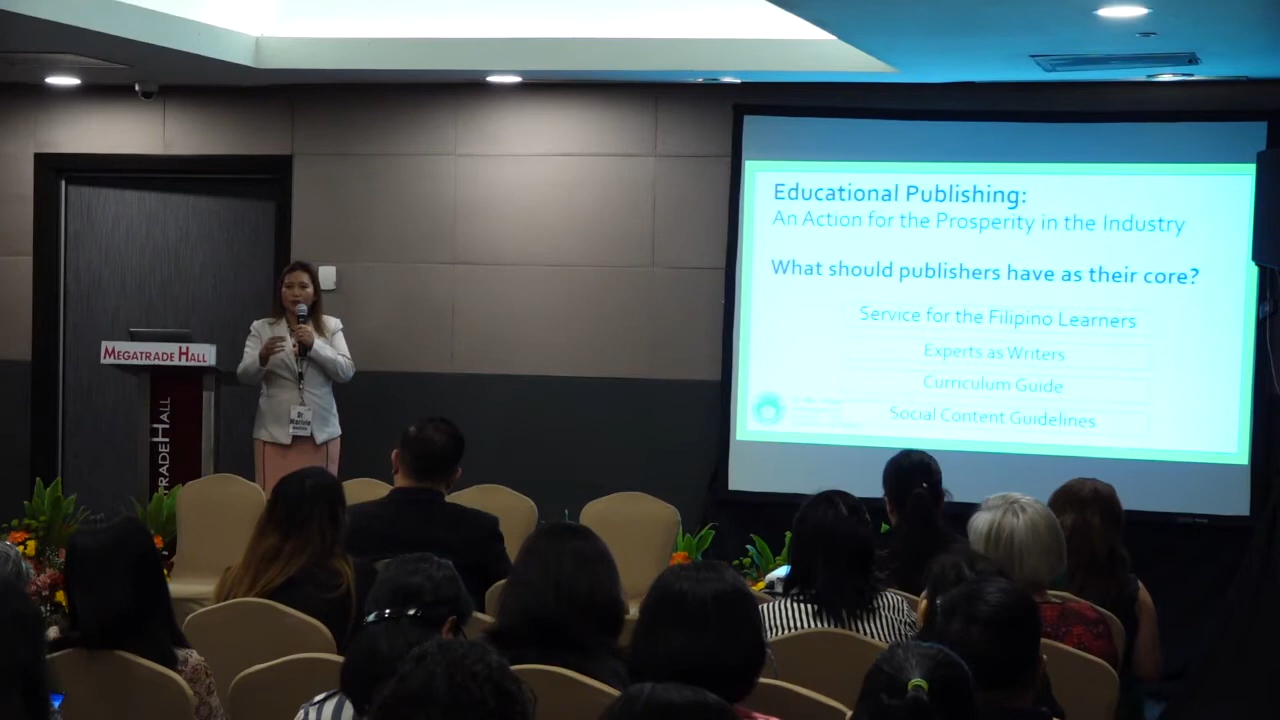 MEGATRADE HALL
TRADEHALL
Dr.
Educational Publishing:
An Action for the Prosperity in the Industry
What should publishers have as their core?
Service for the Filipino Learners
Experts as Writers
Curriculum Guide
Social Content Guidelines